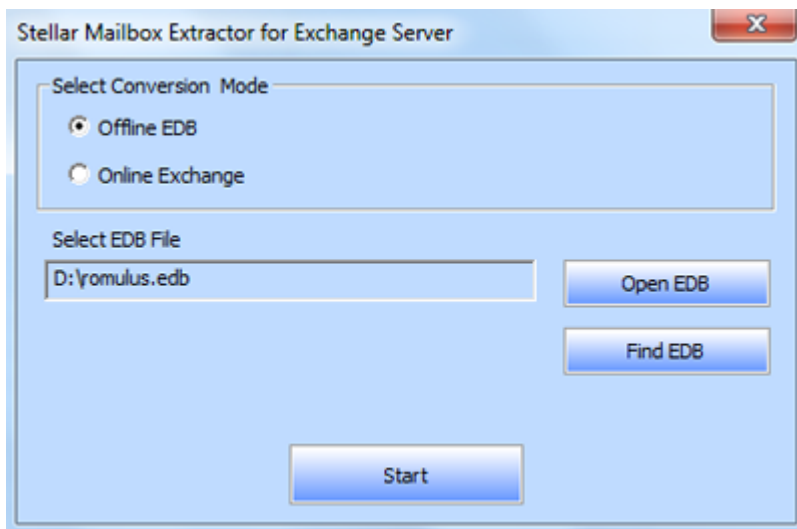 Stellar Mailbox Extractor for Exchange Server
Select Conversion Mode
Offline EDB
Online Exchange
Select EDB File
D:\romulus.edb
Open EDB
Find EDB
Start